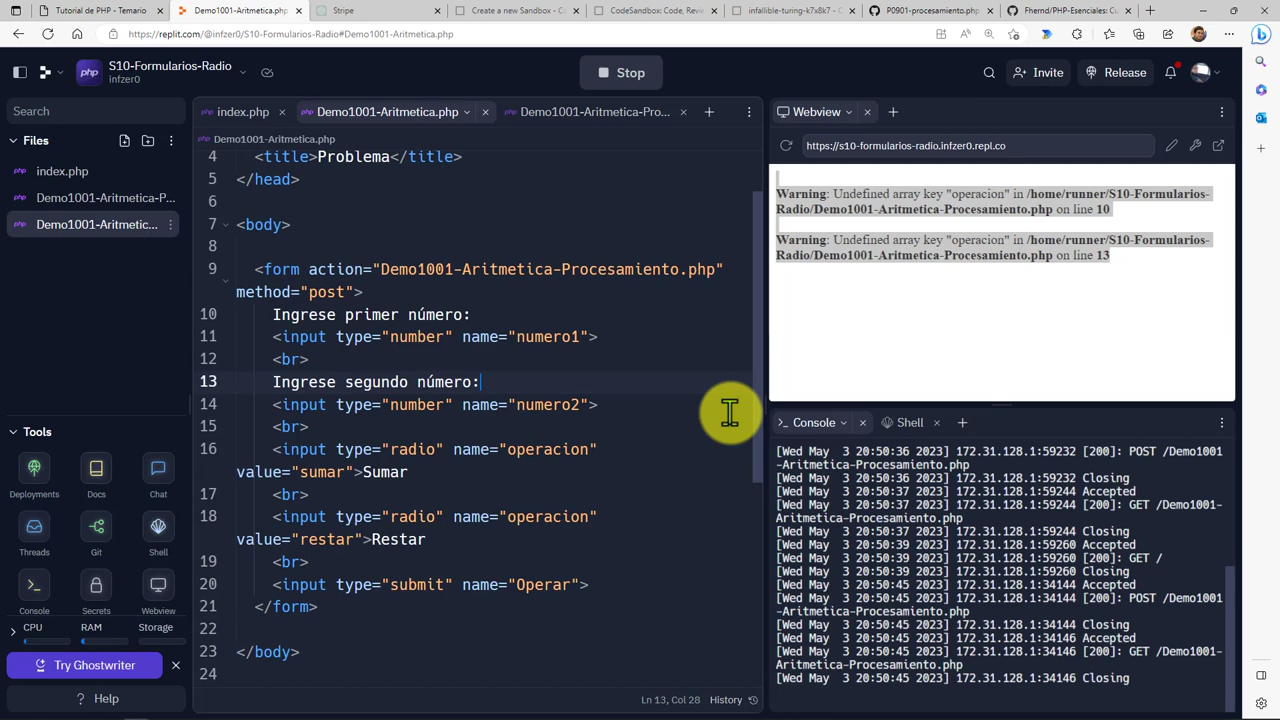 Tutorial de PHP - Temario
Demo1001-Aritmetica.php
Stripe
Create a new Sandbox - C
CodeSandbox: Code, Rev
infallible-turing-k7x8k7 - C
P0901-procesamiento.php
Fhernd/PHP-Esenciales: Cu
https://replit.com/@infzer0/S10-Formularios-Radio#Demo1001-Aritmetica.php
php
S10-Formularios-Radio
infzer0
Stop
Invite
Release
Search
Files
index.php
Demo1001-Aritmetica-P...
Demo1001-Aritmetic...
Tools
Deployments
Docs
Chat
Threads
Git
Shell
Console
Secrets
Webview
CPU
RAM
Storage
Try Ghostwriter
Help
index.php
Demo1001-Aritmetica.php
Demo1001-Aritmetica-Pro...
Demo1001-Aritmetica.php
4 <title>Problema</title>
5 </head>
6
7 <body>
8
9 <form action="Demo1001-Aritmetica-Procesamiento.php"
method="post">
10 Ingrese primer número:
11 <input type="number" name="numero1">
12 <br>
13 Ingrese segundo número:
14 <input type="number" name="numero2">
15 <br>
16 <input type="radio" name="operacion"
value="sumar">Sumar
17 <br>
18 <input type="radio" name="operacion"
value="restar">Restar
19 <br>
20 <input type="submit" name="Operar">
21 </form>
22
23 </body>
24
Ln 13, Col 28
History
Webview
https://s10-formularios-radio.infzer0.repl.co
Warning: Undefined array key "operacion" in /home/runner/S10-Formularios-
Radio/Demo1001-Aritmetica-Procesamiento.php on line 10
Warning: Undefined array key "operacion" in /home/runner/S10-Formularios-
Radio/Demo1001-Aritmetica-Procesamiento.php on line 13
Console
Shell
[Wed May  3 20:50:36 2023] 172.31.128.1:59232 [200]: POST /Demo1001
-Aritmetica-Procesamiento.php
[Wed May  3 20:50:36 2023] 172.31.128.1:59232 Closing
[Wed May  3 20:50:37 2023] 172.31.128.1:59244 Accepted
[Wed May  3 20:50:37 2023] 172.31.128.1:59244 [200]: GET /Demo1001-
Aritmetica-Procesamiento.php
[Wed May  3 20:50:37 2023] 172.31.128.1:59244 Closing
[Wed May  3 20:50:39 2023] 172.31.128.1:59260 Accepted
[Wed May  3 20:50:39 2023] 172.31.128.1:59260 [200]: GET /
[Wed May  3 20:50:39 2023] 172.31.128.1:59260 Closing
[Wed May  3 20:50:45 2023] 172.31.128.1:34144 Accepted
[Wed May  3 20:50:45 2023] 172.31.128.1:34144 [200]: POST /Demo1001
-Aritmetica-Procesamiento.php
[Wed May  3 20:50:45 2023] 172.31.128.1:34144 Closing
[Wed May  3 20:50:45 2023] 172.31.128.1:34146 Accepted
[Wed May  3 20:50:45 2023] 172.31.128.1:34146 [200]: GET /Demo1001-
Aritmetica-Procesamiento.php
[Wed May  3 20:50:45 2023] 172.31.128.1:34146 Closing